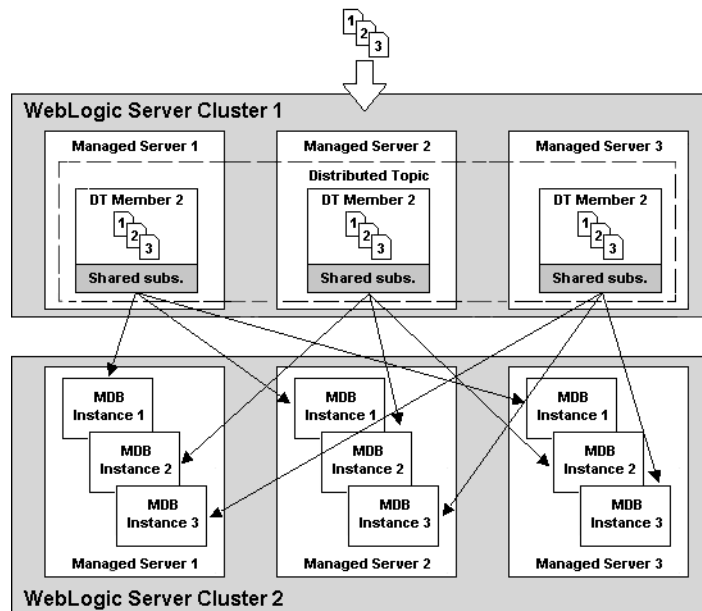 1
2
3
WebLogic Server Cluster 1
Managed Server 1
Managed Server 2
Managed Server 3
Distributed Topic
DT Member 2
DT Member 2
DT Member 2
1
2
3
1
2
3
1
2
3
Shared subs.
Shared subs.
Shared subs.
MDB
Instance 1
MDB
Instance 2
MDB
Instance 3
Managed Server 1
MDB
Instance 1
MDB
Instance 2
MDB
Instance 3
Managed Server 2
MDB
Instance 1
MDB
Instance 2
MDB
Instance 3
Managed Server 3
WebLogic Server Cluster 2